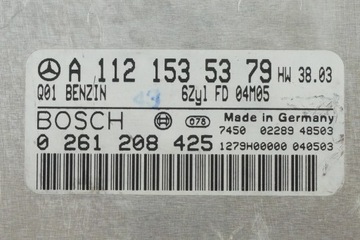 A 112 153 53 79 HW 38.03
Q01 BENZIN 6Zyl FD 04M05
BOSCH 078 Made in Germany
7450 02289 48503
0 261 208 425 1279H00000 040503